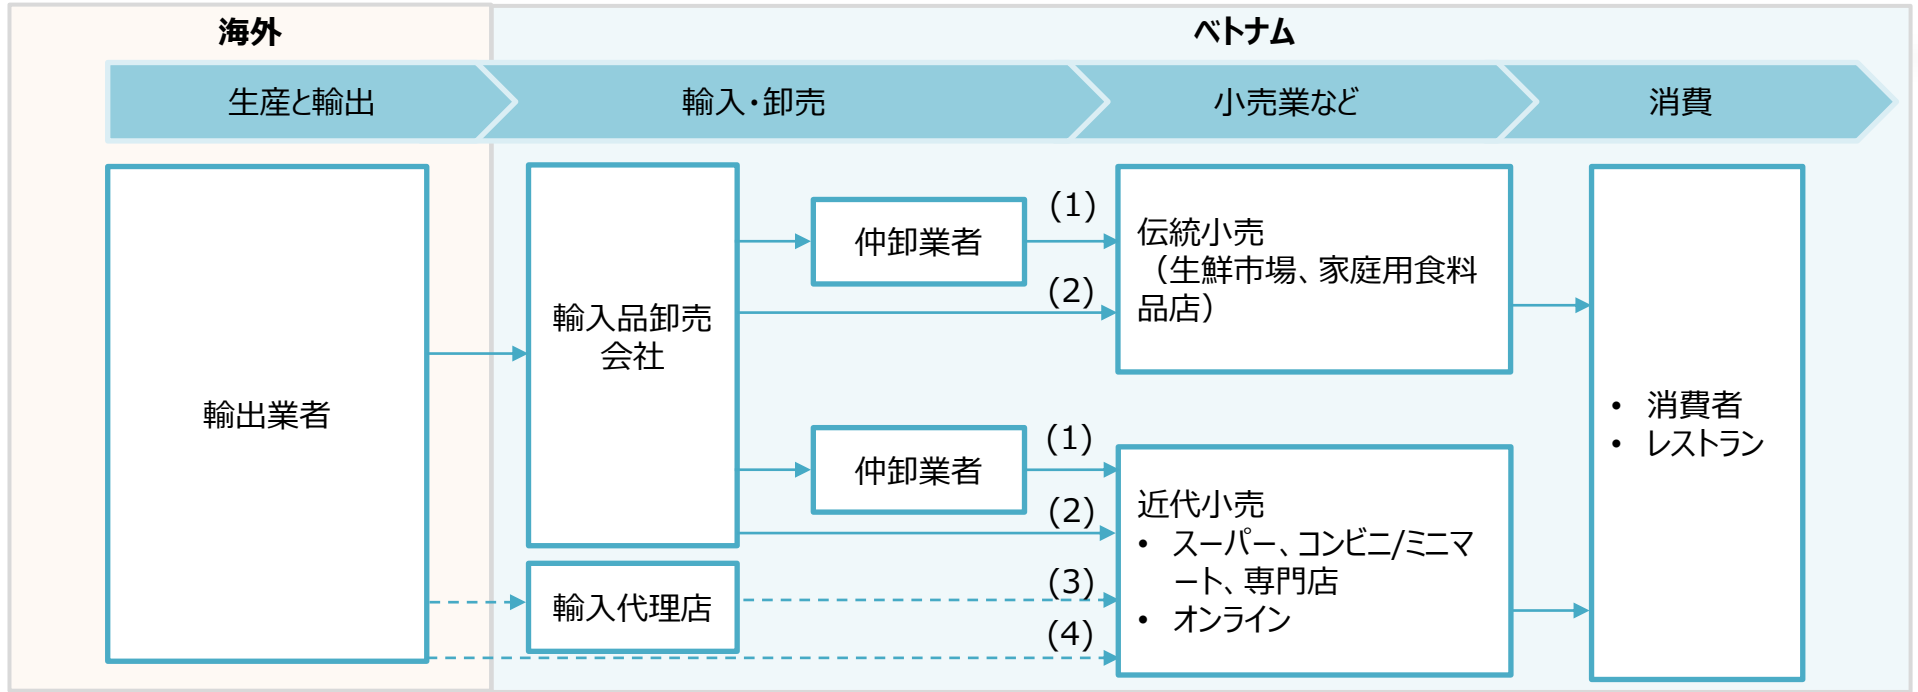 海外
ベトナム
生産と輸出
輸入・卸売
小売業など
消費
輸出業者
輸入品卸売
会社
仲卸業者
(1)
(2)
伝統小売
（生鮮市場、家庭用食料
品店）
仲卸業者
(1)
(2)
近代小売
• スーパー、コンビニ/ミニマ
ート、専門店
• オンライン
輸入代理店
(3)
(4)
• 消費者
• レストラン